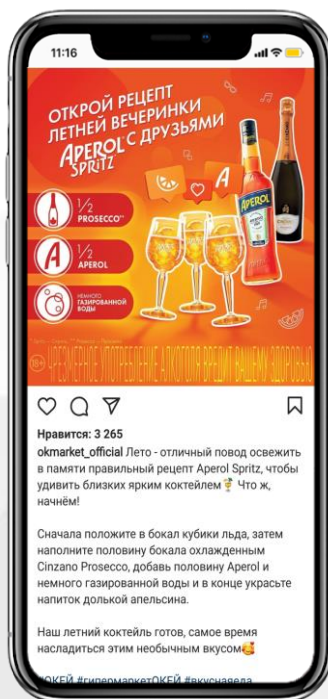 11:16
ОТКРОЙ РЕЦЕПТ
ЛЕТНЕЙ ВЕЧЕРИНКИ
APEROL С ДРУЗЬЯМИ
SPRITZ
1/2
PROSECCO**
1/2
APEROL
НЕМНОГО
ГАЗИРОВАННОЙ
ВОДЫ
APEROL
18+
ЧРЕЗМЕРНОЕ УПОТРЕБЛЕНИЕ АЛКОГОЛЯ ВРЕДИТ ВАШЕМУ ЗДОРОВЬЮ
Нравится: 3 265
okmarket_official Лето - отличный повод освежить
в памяти правильный рецепт Aperol Spritz, чтобы
удивить близких ярким коктейлем🍹 Что ж,
начнём!
Сначала положите в бокал кубики льда, затем
наполните половину бокала охлажденным
Cinzano Prosecco, добавь половину Aperol и
немного газированной воды и в конце украсьте
напиток долькой апельсина.
Наш летний коктейль готов, самое время
насладиться этим необычным вкусом🥰
#ОКЕЙ #гипермаркетОКЕЙ #вкуснаяеда